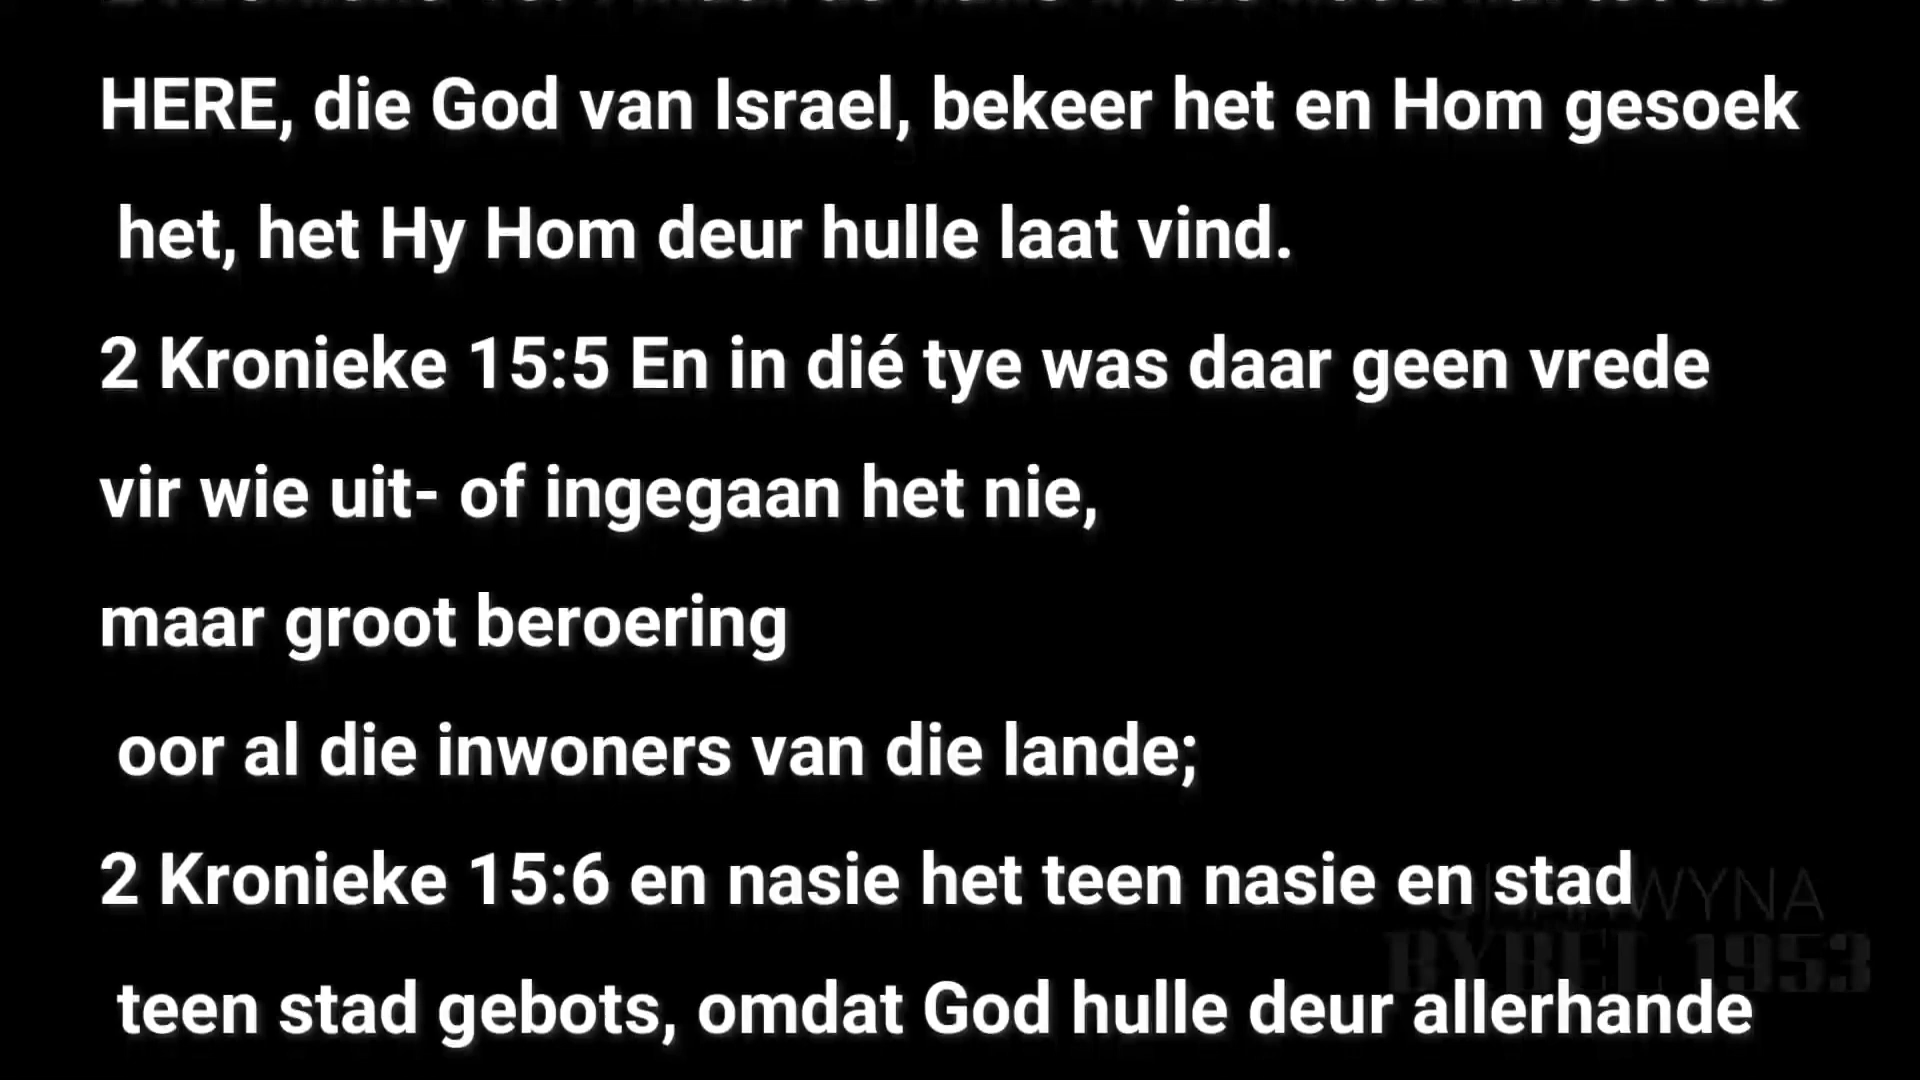 HERE, die God van Israel, bekeer het en Hom gesoek
het, het Hy Hom deur hulle laat vind.
2 Kronieke 15:5 En in dié tye was daar geen vrede
vir wie uit- of ingegaan het nie,
maar groot beroering
oor al die inwoners van die lande;
2 Kronieke 15:6 en nasie het teen nasie en stad
teen stad gebots, omdat God hulle deur allerhande
BYBEL 1953